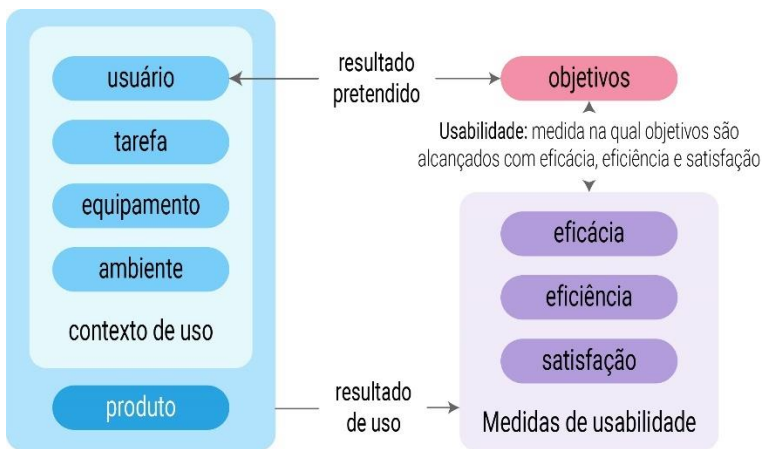 usuário
tarefa
equipamento
ambiente
contexto de uso
produto
resultado
pretendido
objetivos
Usabilidade: medida na qual objetivos são
alcançados com eficácia, eficiência e satisfação
eficácia
eficiência
satisfação
Medidas de usabilidade
resultado
de uso